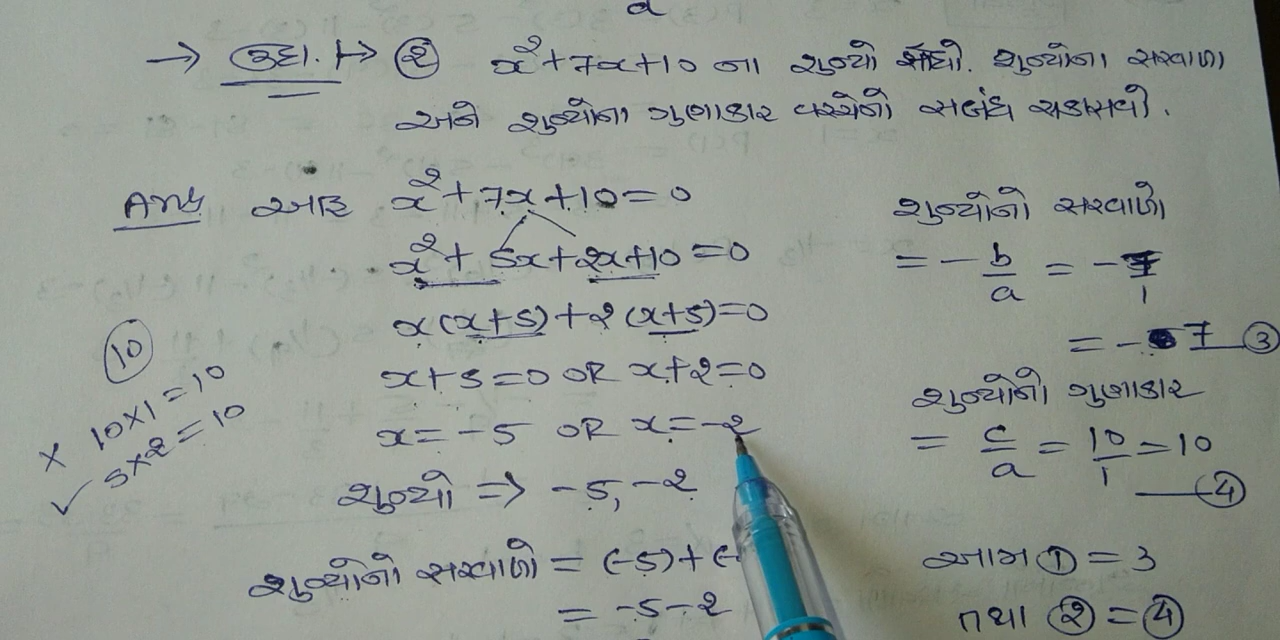 a
→ ઉદા. ↦ ② x²+7x+10 ના શુન્યો શોધો. શુન્યોના સરવાળા
અને શુન્યોના ગુણાકાર વચ્ચેનો સબંધ ચકાસવો.
Ans આક x²+7x+10=0
x²+5x+2x+10=0
x(x+5)+2(x+5)=0
x+5=0 OR x+2=0
x=-5 OR x=-2
શુન્યો => -5,-2
શુન્યોનો સરવાળો = (-5)+(-
= -5-2
10
× 10×1=10
✓ 5×2=10
શુન્યોનો સરવાળો
= - b/a = - 7/1
= - 7 — ③
શુન્યોનો ગુણાકાર
= c/a = 10/1 = 10
— ④
આમ ① = 3
તથા ② = ④